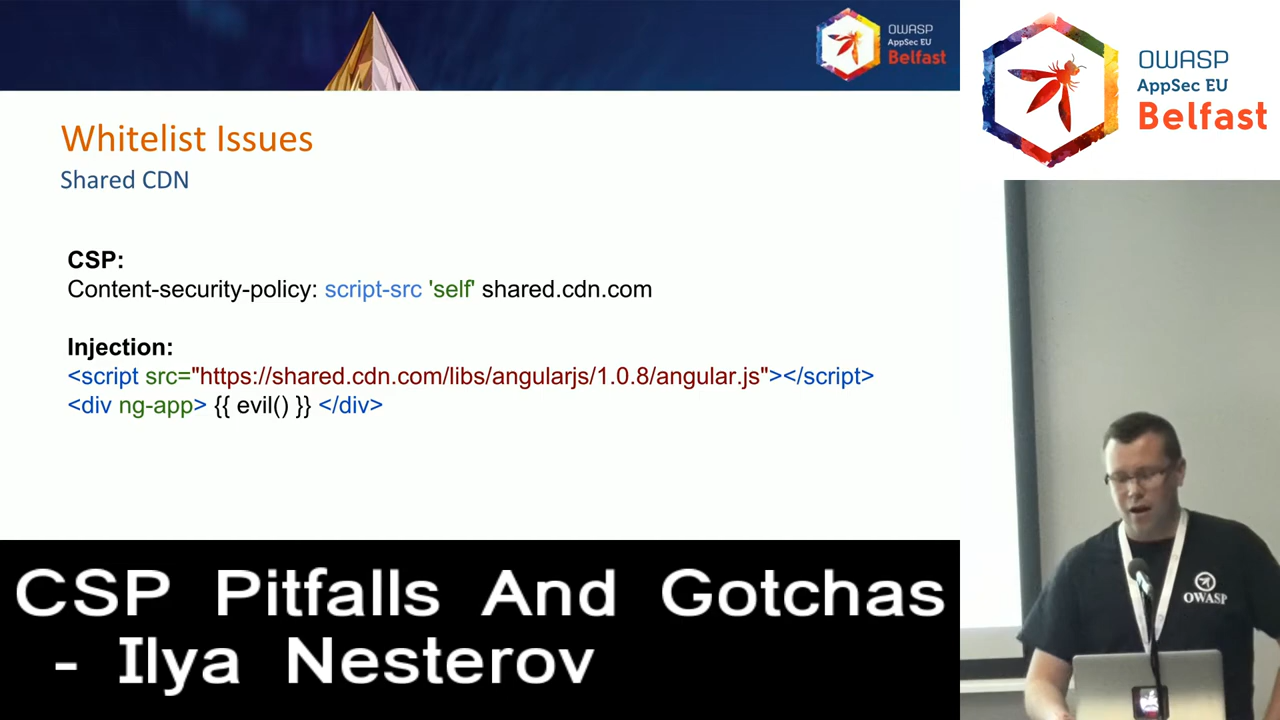 OWASP
AppSec EU
Belfast
OWASP
AppSec EU
Belfast
Whitelist Issues
Shared CDN
CSP:
Content-security-policy: script-src 'self' shared.cdn.com
Injection:
<script src="https://shared.cdn.com/libs/angularjs/1.0.8/angular.js"></script>
<div ng-app> {{ evil() }} </div>
OWASP
CSP Pitfalls And Gotchas
- Ilya Nesterov